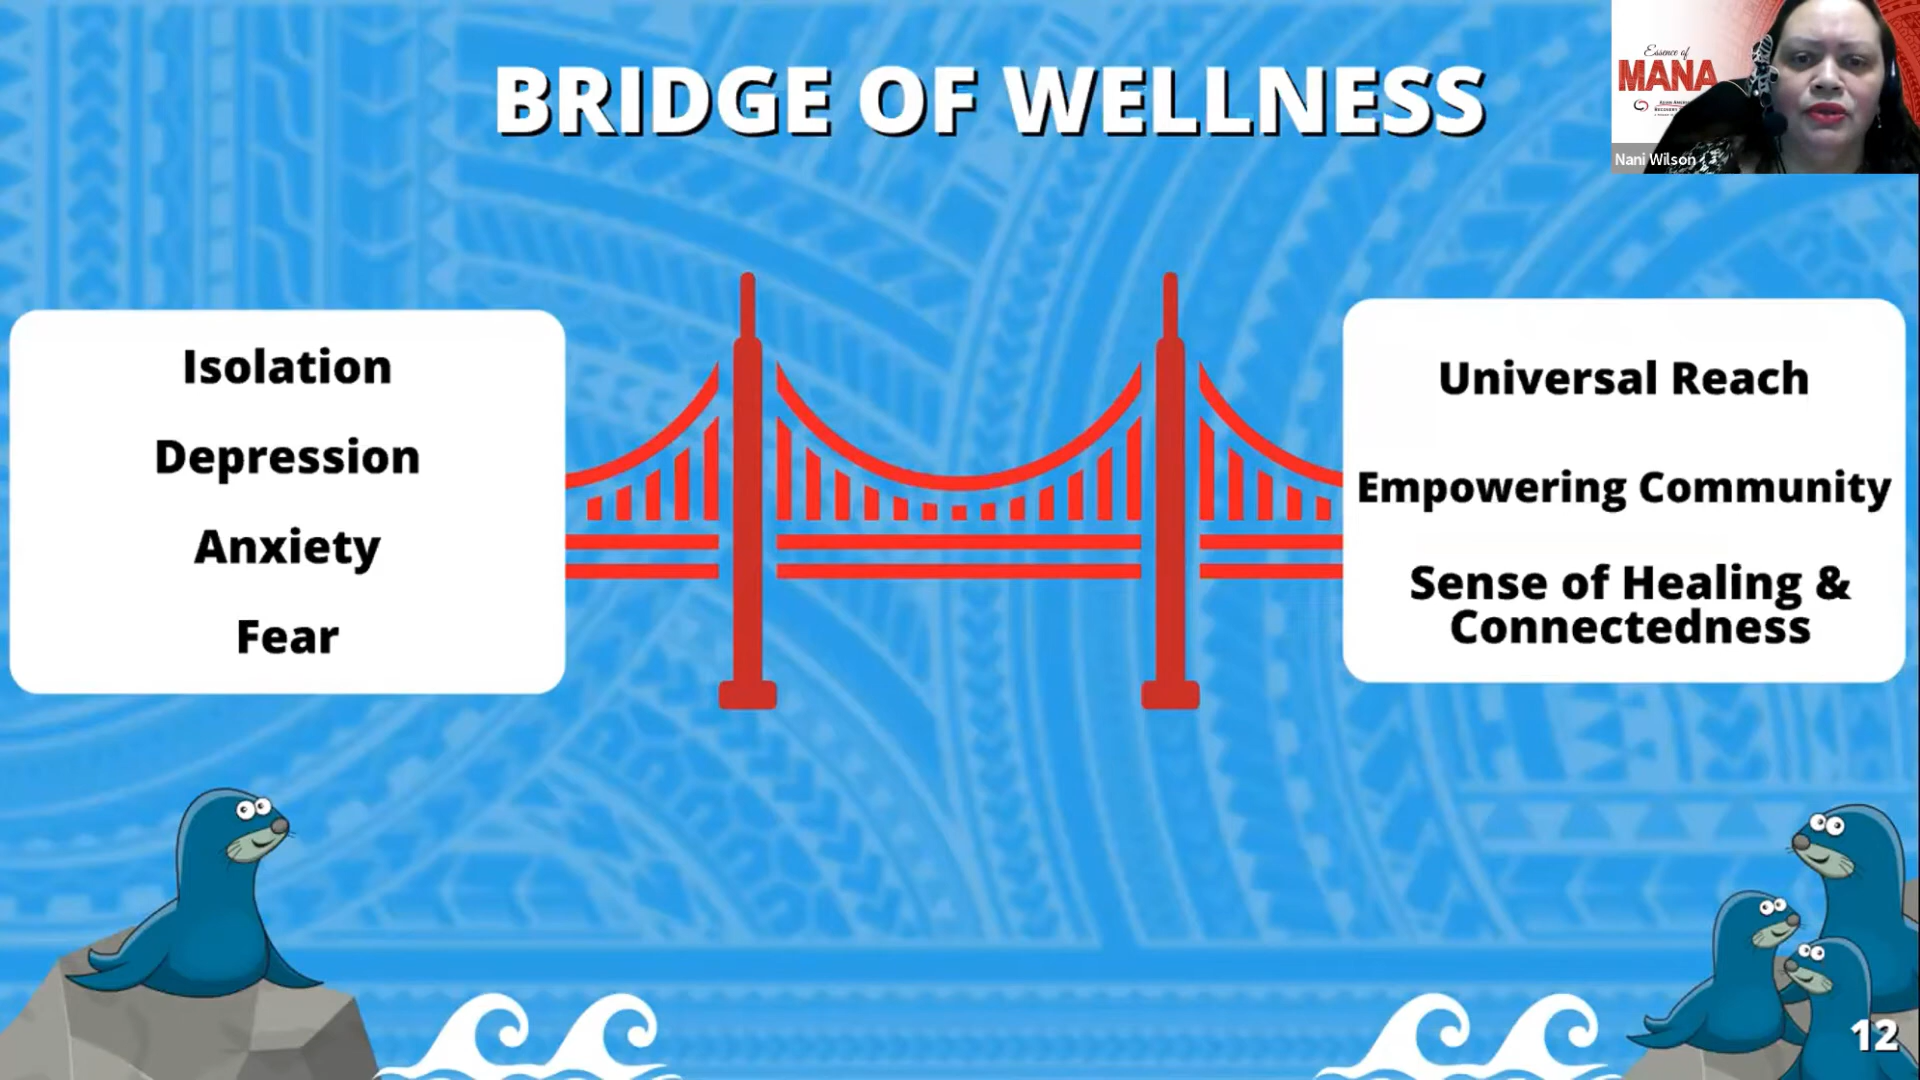 BRIDGE OF WELLNESS
Essence of
MANA
Nani Wilson
Isolation
Depression
Anxiety
Fear
Universal Reach
Empowering Community
Sense of Healing &
Connectedness
12